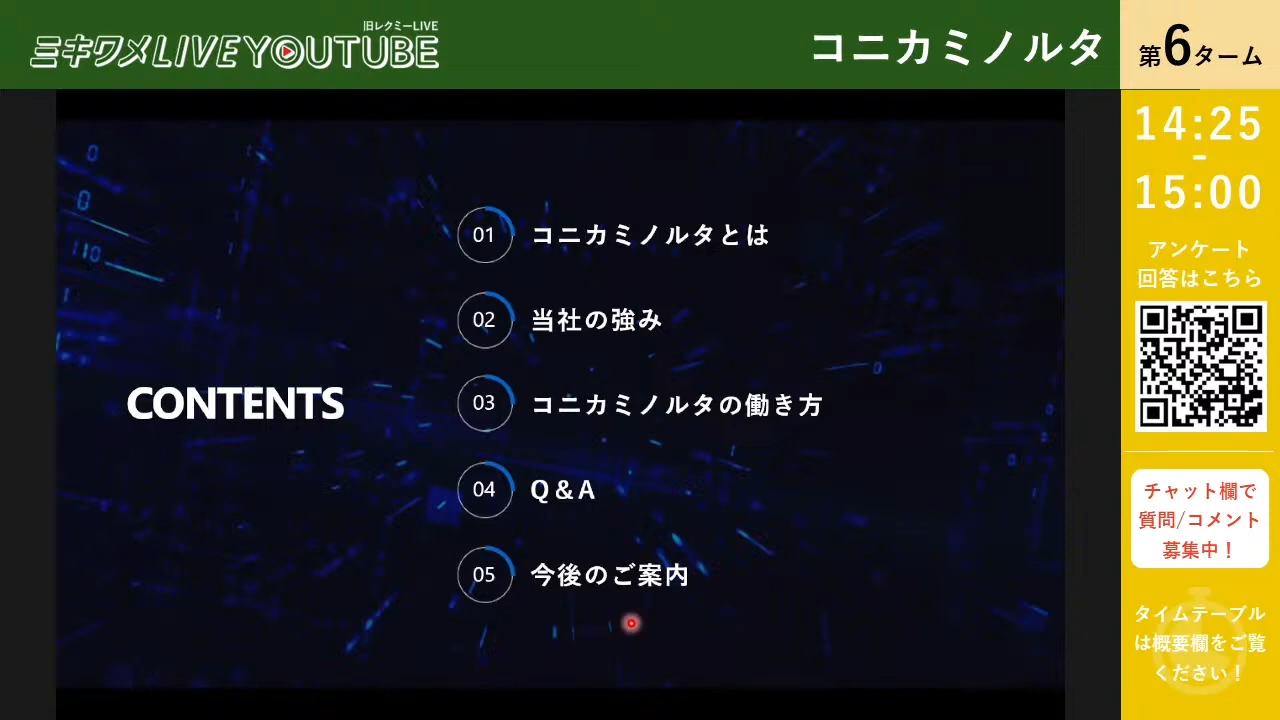 旧レクミーLIVE
ミキワメLIVE YOUTUBE
コニカミノルタ
第6ターム
14:25
-
15:00
アンケート
回答はこちら
チャット欄で
質問/コメント
募集中！
タイムテーブル
は概要欄をご覧
ください！
CONTENTS
01 コニカミノルタとは
02 当社の強み
03 コニカミノルタの働き方
04 Q&A
05 今後のご案内
0
0
110
1
0
0